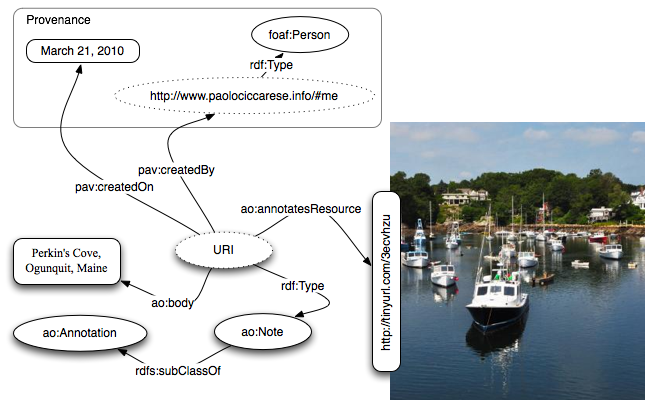 Provenance
March 21, 2010
foaf:Person
rdf:Type
http://www.paolociccarese.info/#me
pav:createdBy
pav:createdOn
ao:annotatesResource
URI
Perkin's Cove,
Ogunquit, Maine
rdf:Type
ao:body
http://tinyurl.com/3ecvhzu
ao:Annotation
ao:Note
rdfs:subClassOf